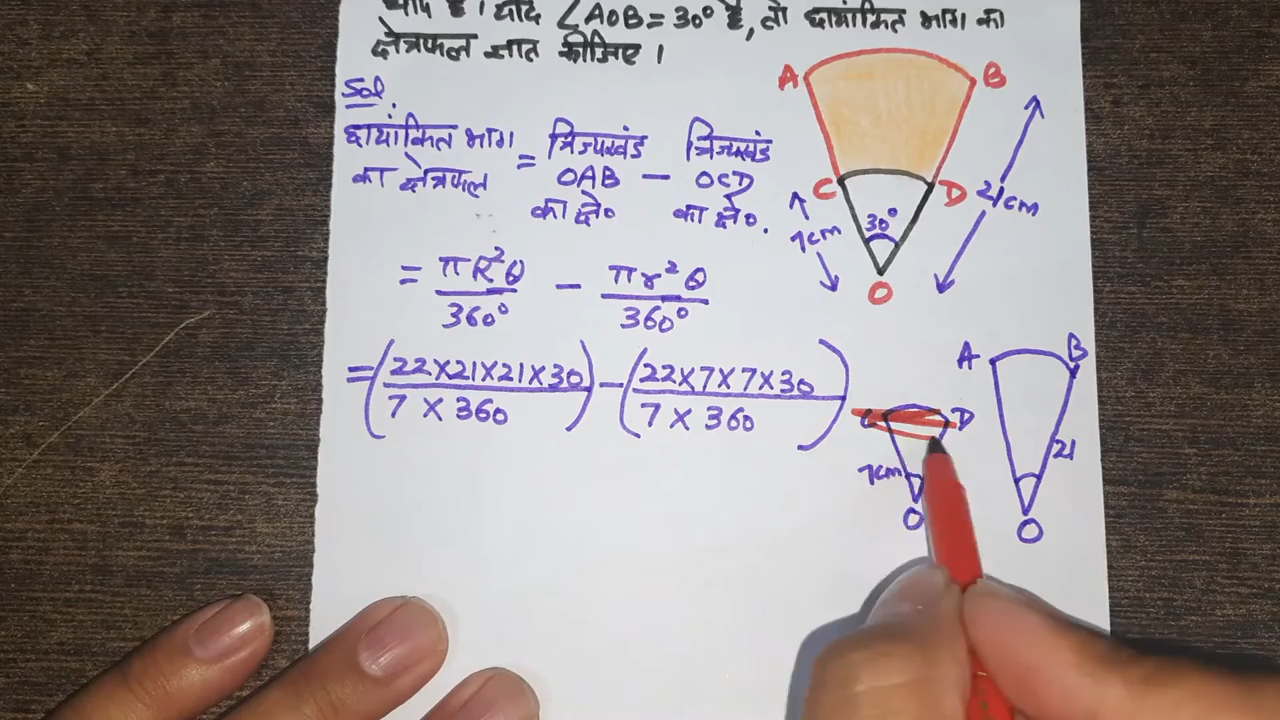 ∠AOB = 30° है, तो छायांकित भाग का
क्षेत्रफल ज्ञात कीजिए।
Sol.
छायांकित भाग का क्षेत्रफल = त्रिज्यखंड OAB का क्षे० − त्रिज्यखंड OCD का क्षे०.
= πR²θ/360° − πr²θ/360°
= (22×21×21×30 / 7×360) − (22×7×7×30 / 7×360)
A
B
C
D
21cm
7cm
30°
O
A
B
21
O
D
7cm
O